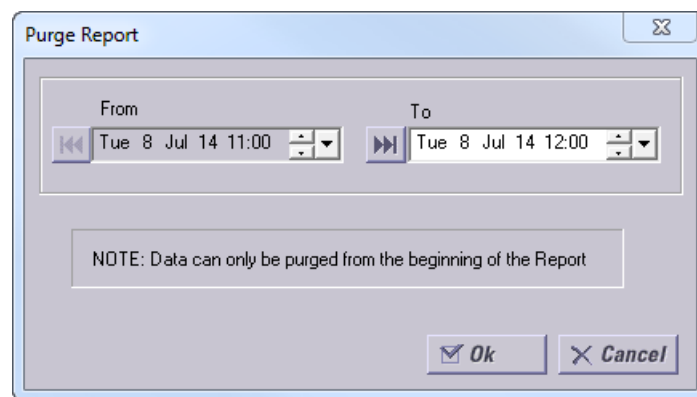 Purge Report
From
To
Tue 8 Jul 14 11:00
Tue 8 Jul 14 12:00
NOTE: Data can only be purged from the beginning of the Report
Ok
Cancel